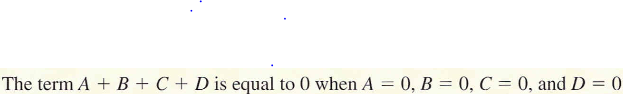 The term A + B + C + D is equal to 0 when A = 0, B = 0, C = 0, and D = 0